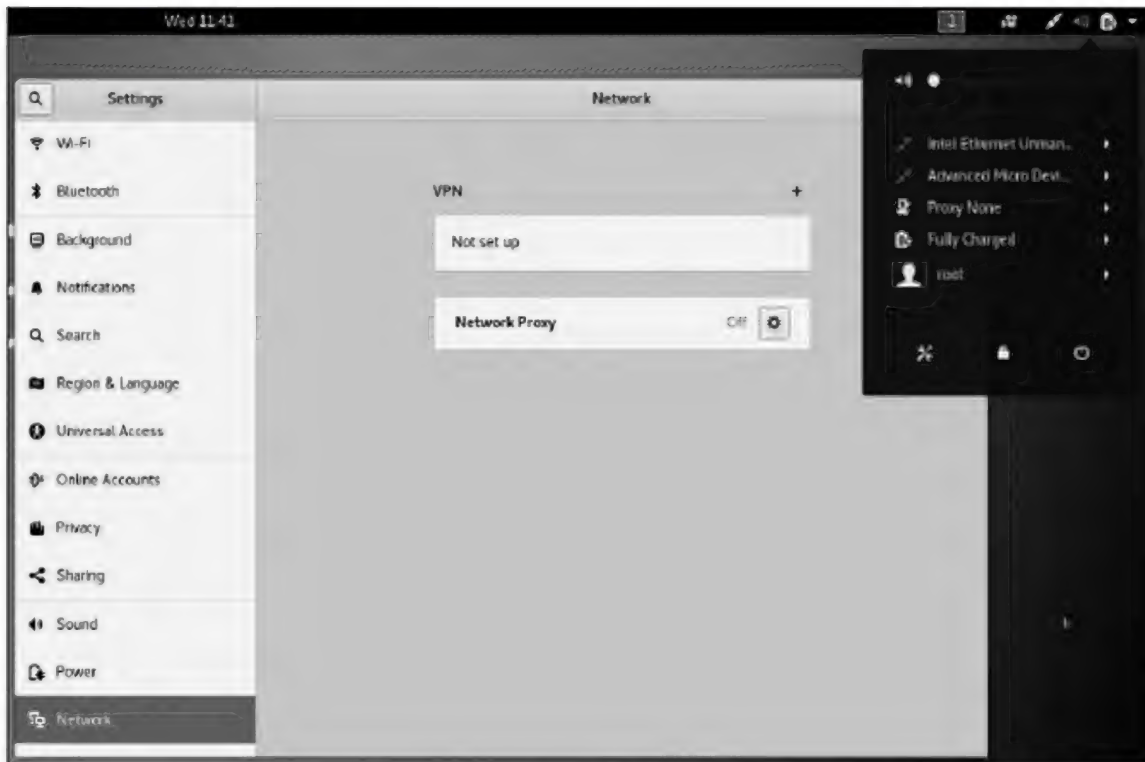 Wed 11:41
1
Settings
Network
Wi-Fi
Bluetooth
Background
Notifications
Search
Region & Language
Universal Access
Online Accounts
Privacy
Sharing
Sound
Power
Network
VPN
+
Not set up
Network Proxy Off
Intel Ethernet Unman...
Advanced Micro Devi...
Proxy None
Fully Charged
root